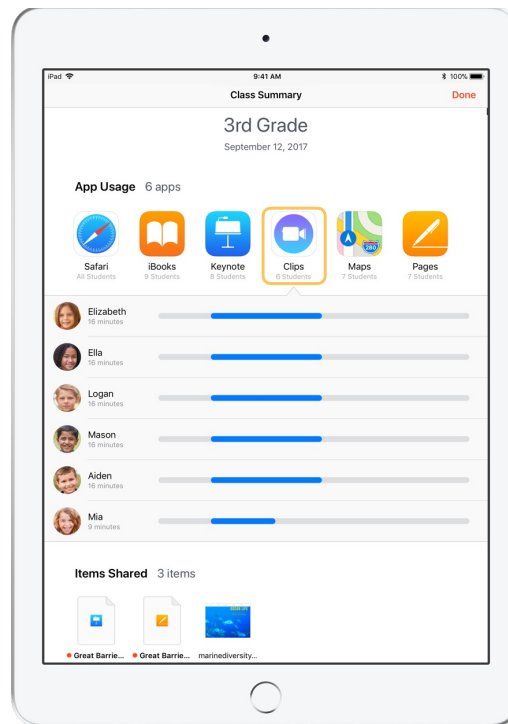 iPad 9:41 AM 100%
Class Summary Done
3rd Grade
September 12, 2017
App Usage 6 apps
280
Safari iBooks Keynote Clips Maps Pages
All Students 9 Students 8 Students 6 Students 7 Students 7 Students
Elizabeth
16 minutes
Ella
16 minutes
Logan
16 minutes
Mason
16 minutes
Aiden
16 minutes
Mia
9 minutes
Items Shared 3 items
Great Barrie... Great Barrie... marinediversity...